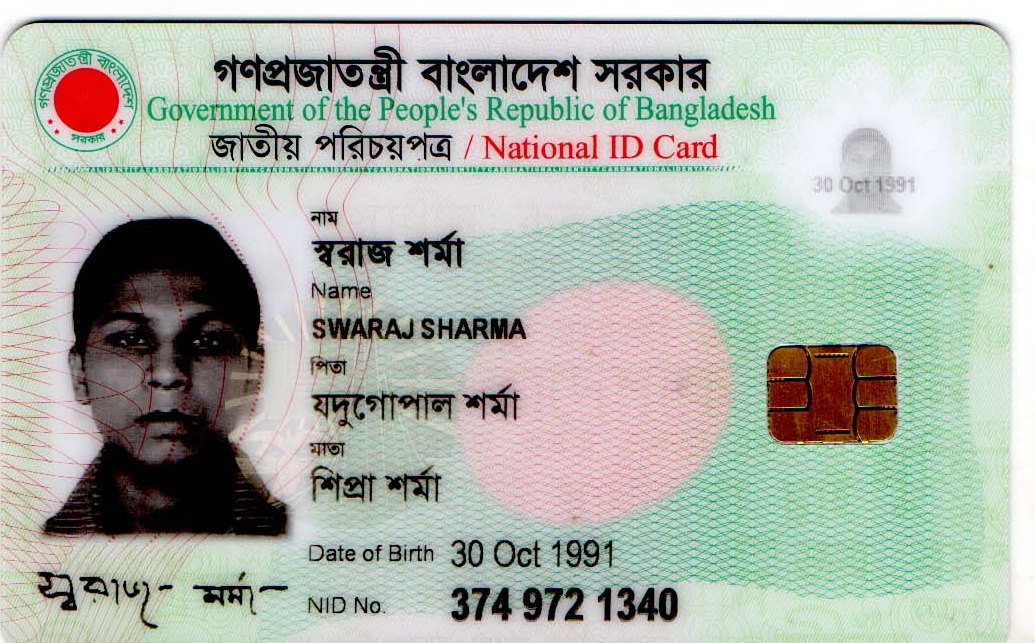 গণপ্রজাতন্ত্রী বাংলাদেশ সরকার
গণপ্রজাতন্ত্রী বাংলাদেশ সরকার
Government of the People's Republic of Bangladesh
জাতীয় পরিচয়পত্র / National ID Card
30 Oct 1991
নাম
স্বরাজ শর্মা
Name
SWARAJ SHARMA
পিতা
যদুগোপাল শর্মা
মাতা
শিপ্রা শর্মা
Date of Birth 30 Oct 1991
স্বরাজ শর্মা
NID No. 374 972 1340